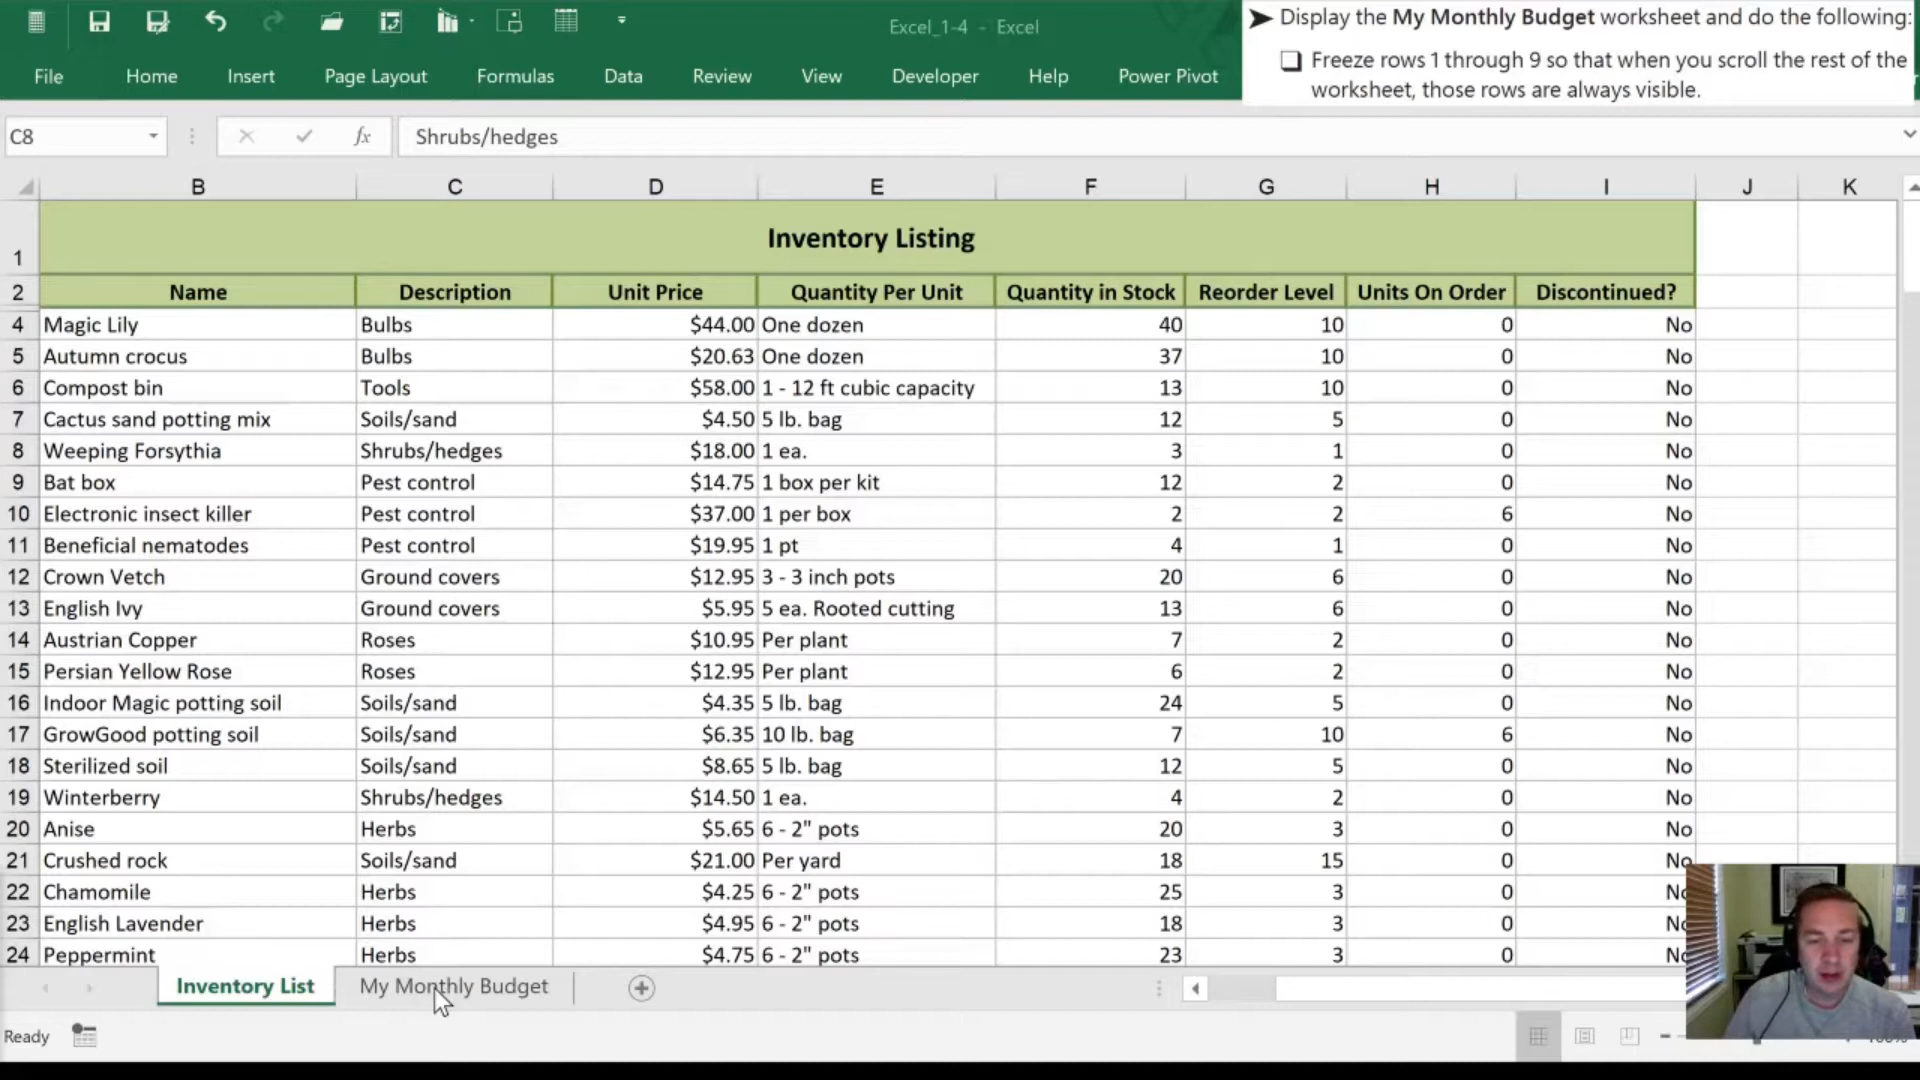 Excel_1-4 - Excel
➤ Display the My Monthly Budget worksheet and do the following:
❑ Freeze rows 1 through 9 so that when you scroll the rest of the
worksheet, those rows are always visible.
File Home Insert Page Layout Formulas Data Review View Developer Help Power Pivot
C8 fx Shrubs/hedges
B C D E F G H I J K
1 Inventory Listing
2 Name Description Unit Price Quantity Per Unit Quantity in Stock Reorder Level Units On Order Discontinued?
4 Magic Lily Bulbs $44.00 One dozen 40 10 0 No
5 Autumn crocus Bulbs $20.63 One dozen 37 10 0 No
6 Compost bin Tools $58.00 1 - 12 ft cubic capacity 13 10 0 No
7 Cactus sand potting mix Soils/sand $4.50 5 lb. bag 12 5 0 No
8 Weeping Forsythia Shrubs/hedges $18.00 1 ea. 3 1 0 No
9 Bat box Pest control $14.75 1 box per kit 12 2 0 No
10 Electronic insect killer Pest control $37.00 1 per box 2 2 6 No
11 Beneficial nematodes Pest control $19.95 1 pt 4 1 0 No
12 Crown Vetch Ground covers $12.95 3 - 3 inch pots 20 6 0 No
13 English Ivy Ground covers $5.95 5 ea. Rooted cutting 13 6 0 No
14 Austrian Copper Roses $10.95 Per plant 7 2 0 No
15 Persian Yellow Rose Roses $12.95 Per plant 6 2 0 No
16 Indoor Magic potting soil Soils/sand $4.35 5 lb. bag 24 5 0 No
17 GrowGood potting soil Soils/sand $6.35 10 lb. bag 7 10 6 No
18 Sterilized soil Soils/sand $8.65 5 lb. bag 12 5 0 No
19 Winterberry Shrubs/hedges $14.50 1 ea. 4 2 0 No
20 Anise Herbs $5.65 6 - 2" pots 20 3 0 No
21 Crushed rock Soils/sand $21.00 Per yard 18 15 0 No
22 Chamomile Herbs $4.25 6 - 2" pots 25 3 0 No
23 English Lavender Herbs $4.95 6 - 2" pots 18 3 0 No
24 Peppermint Herbs $4.75 6 - 2" pots 23 3 0 No
Inventory List My Monthly Budget
Ready